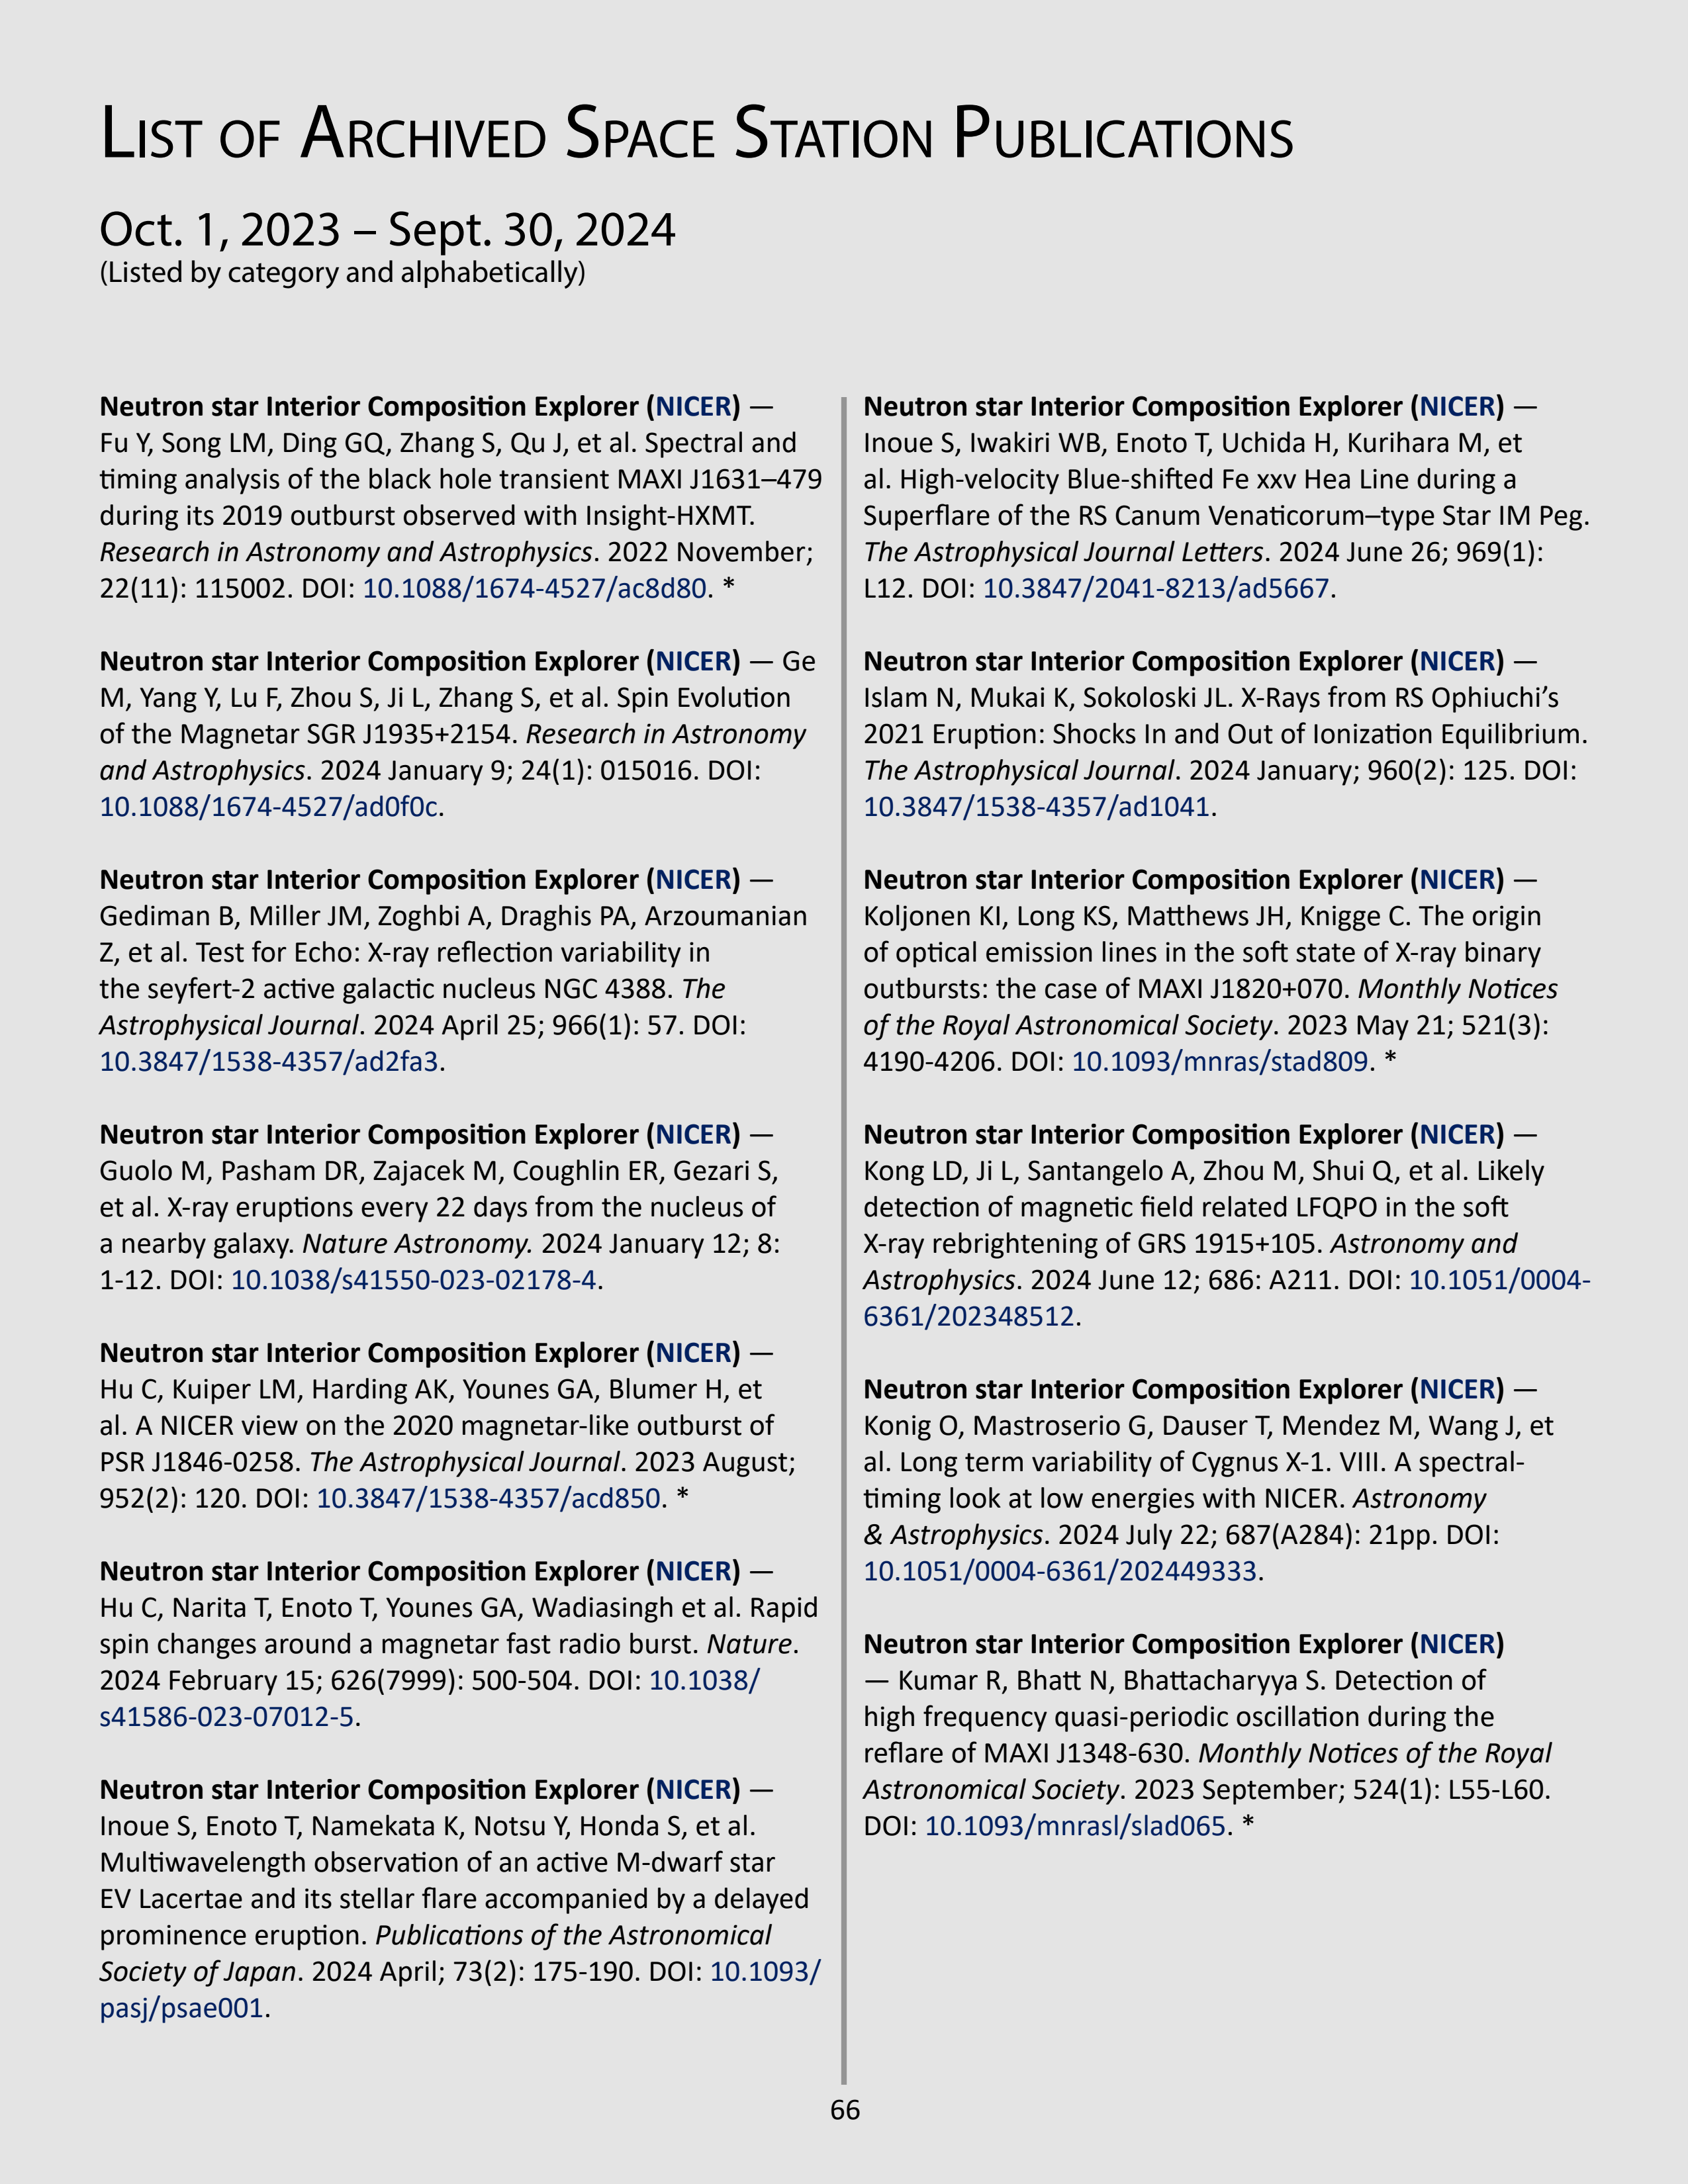 List of Archived Space Station Publications
Oct. 1, 2023 – Sept. 30, 2024
(Listed by category and alphabetically)
Neutron star Interior Composition Explorer (NICER) —
Fu Y, Song LM, Ding GQ, Zhang S, Qu J, et al. Spectral and
timing analysis of the black hole transient MAXI J1631–479
during its 2019 outburst observed with Insight-HXMT.
Research in Astronomy and Astrophysics. 2022 November;
22(11): 115002. DOI: 10.1088/1674-4527/ac8d80. *
Neutron star Interior Composition Explorer (NICER) — Ge
M, Yang Y, Lu F, Zhou S, Ji L, Zhang S, et al. Spin Evolution
of the Magnetar SGR J1935+2154. Research in Astronomy
and Astrophysics. 2024 January 9; 24(1): 015016. DOI:
10.1088/1674-4527/ad0f0c.
Neutron star Interior Composition Explorer (NICER) —
Gediman B, Miller JM, Zoghbi A, Draghis PA, Arzoumanian
Z, et al. Test for Echo: X-ray reflection variability in
the seyfert-2 active galactic nucleus NGC 4388. The
Astrophysical Journal. 2024 April 25; 966(1): 57. DOI:
10.3847/1538-4357/ad2fa3.
Neutron star Interior Composition Explorer (NICER) —
Guolo M, Pasham DR, Zajacek M, Coughlin ER, Gezari S,
et al. X-ray eruptions every 22 days from the nucleus of
a nearby galaxy. Nature Astronomy. 2024 January 12; 8:
1-12. DOI: 10.1038/s41550-023-02178-4.
Neutron star Interior Composition Explorer (NICER) —
Hu C, Kuiper LM, Harding AK, Younes GA, Blumer H, et
al. A NICER view on the 2020 magnetar-like outburst of
PSR J1846-0258. The Astrophysical Journal. 2023 August;
952(2): 120. DOI: 10.3847/1538-4357/acd850. *
Neutron star Interior Composition Explorer (NICER) —
Hu C, Narita T, Enoto T, Younes GA, Wadiasingh et al. Rapid
spin changes around a magnetar fast radio burst. Nature.
2024 February 15; 626(7999): 500-504. DOI: 10.1038/
s41586-023-07012-5.
Neutron star Interior Composition Explorer (NICER) —
Inoue S, Enoto T, Namekata K, Notsu Y, Honda S, et al.
Multiwavelength observation of an active M-dwarf star
EV Lacertae and its stellar flare accompanied by a delayed
prominence eruption. Publications of the Astronomical
Society of Japan. 2024 April; 73(2): 175-190. DOI: 10.1093/
pasj/psae001.
Neutron star Interior Composition Explorer (NICER) —
Inoue S, Iwakiri WB, Enoto T, Uchida H, Kurihara M, et
al. High-velocity Blue-shifted Fe xxv Hea Line during a
Superflare of the RS Canum Venaticorum–type Star IM Peg.
The Astrophysical Journal Letters. 2024 June 26; 969(1):
L12. DOI: 10.3847/2041-8213/ad5667.
Neutron star Interior Composition Explorer (NICER) —
Islam N, Mukai K, Sokoloski JL. X-Rays from RS Ophiuchi’s
2021 Eruption: Shocks In and Out of Ionization Equilibrium.
The Astrophysical Journal. 2024 January; 960(2): 125. DOI:
10.3847/1538-4357/ad1041.
Neutron star Interior Composition Explorer (NICER) —
Koljonen KI, Long KS, Matthews JH, Knigge C. The origin
of optical emission lines in the soft state of X-ray binary
outbursts: the case of MAXI J1820+070. Monthly Notices
of the Royal Astronomical Society. 2023 May 21; 521(3):
4190-4206. DOI: 10.1093/mnras/stad809. *
Neutron star Interior Composition Explorer (NICER) —
Kong LD, Ji L, Santangelo A, Zhou M, Shui Q, et al. Likely
detection of magnetic field related LFQPO in the soft
X-ray rebrightening of GRS 1915+105. Astronomy and
Astrophysics. 2024 June 12; 686: A211. DOI: 10.1051/0004-
6361/202348512.
Neutron star Interior Composition Explorer (NICER) —
Konig O, Mastroserio G, Dauser T, Mendez M, Wang J, et
al. Long term variability of Cygnus X-1. VIII. A spectral-
timing look at low energies with NICER. Astronomy
& Astrophysics. 2024 July 22; 687(A284): 21pp. DOI:
10.1051/0004-6361/202449333.
Neutron star Interior Composition Explorer (NICER)
— Kumar R, Bhatt N, Bhattacharyya S. Detection of
high frequency quasi-periodic oscillation during the
reflare of MAXI J1348-630. Monthly Notices of the Royal
Astronomical Society. 2023 September; 524(1): L55-L60.
DOI: 10.1093/mnrasl/slad065. *
66